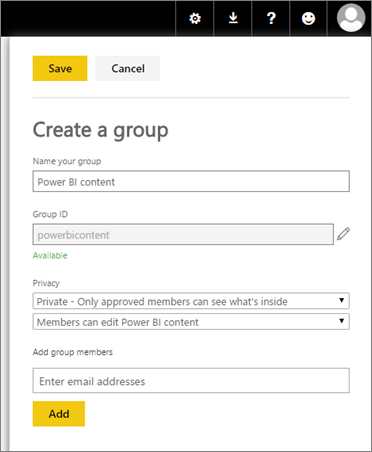 ?
Save Cancel
Create a group
Name your group
Power BI content
Group ID
powerbicontent
Available
Privacy
Private - Only approved members can see what's inside
Members can edit Power BI content
Add group members
Enter email addresses
Add